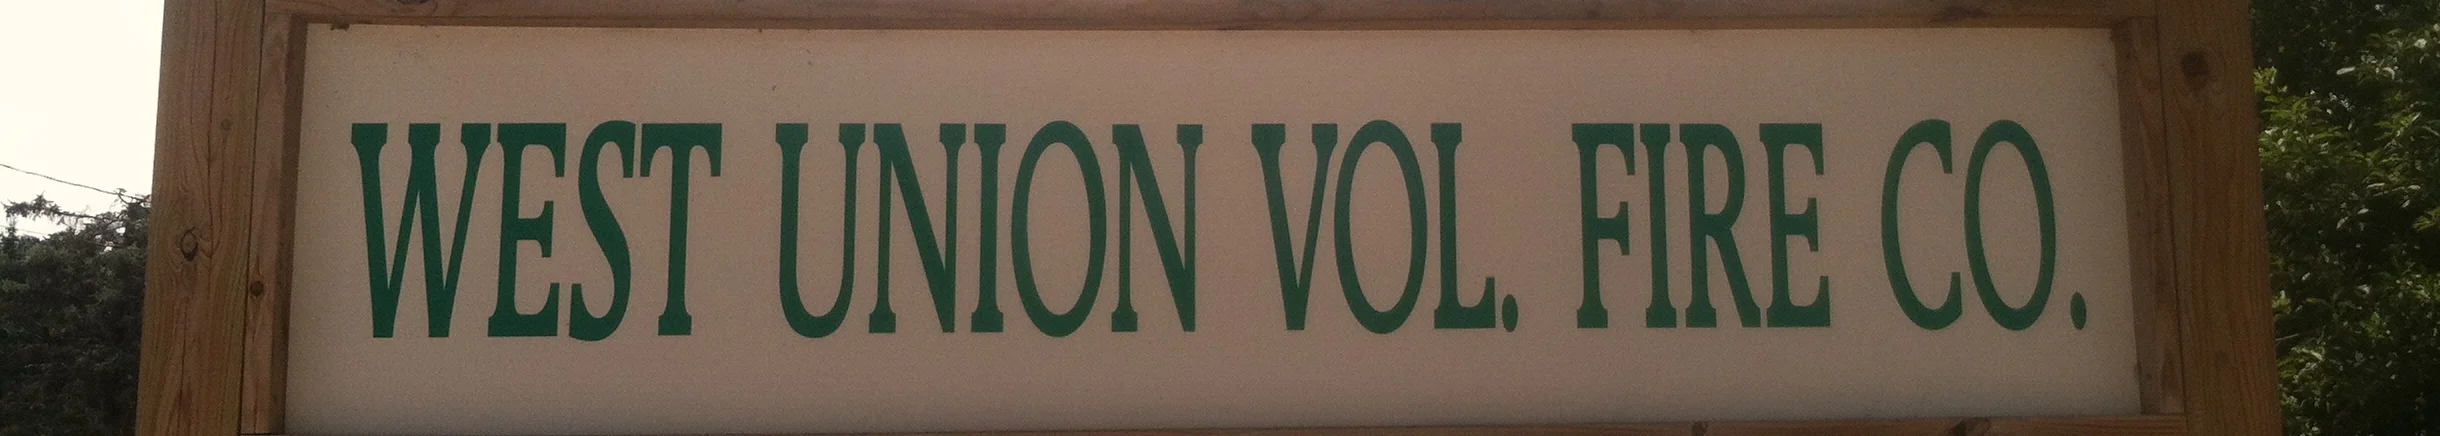 WEST UNION VOL. FIRE CO.